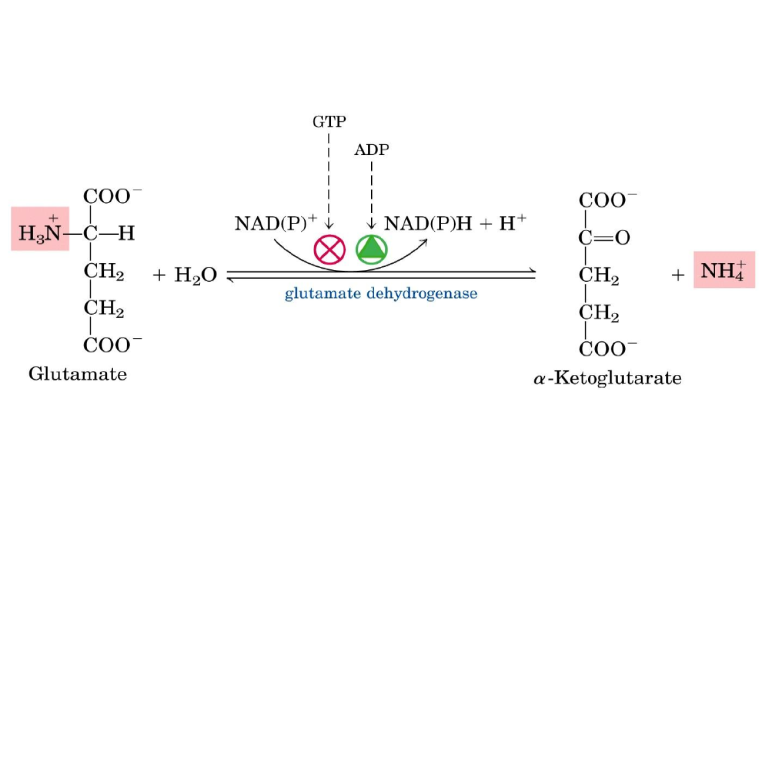 GTP
ADP
NAD(P)⁺ NAD(P)H + H⁺
COO⁻
H₃N⁺—C—H
CH₂
CH₂
COO⁻
Glutamate
+ H₂O
glutamate dehydrogenase
COO⁻
C=O
CH₂
CH₂
COO⁻
α-Ketoglutarate
+ NH₄⁺